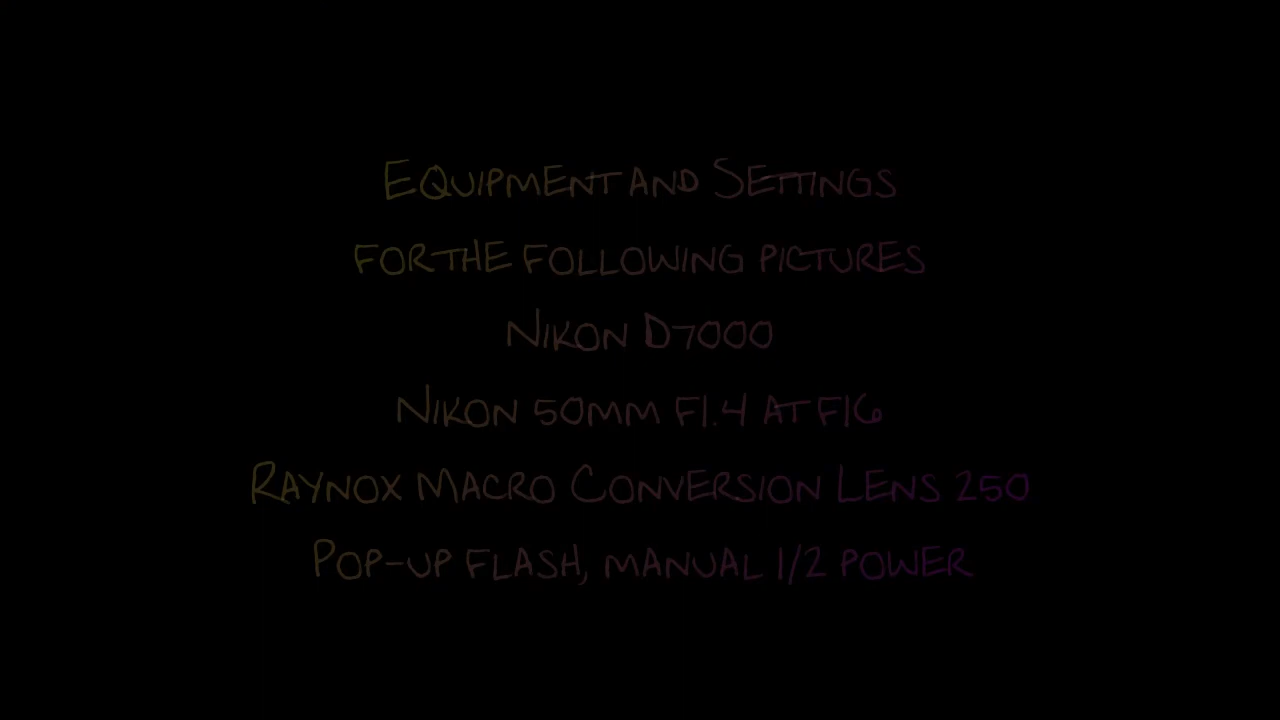 Equipment and Settings
for the following pictures
Nikon D7000
Nikon 50mm f1.4 at f16
Raynox Macro Conversion Lens 250
Pop-up flash, manual 1/2 power